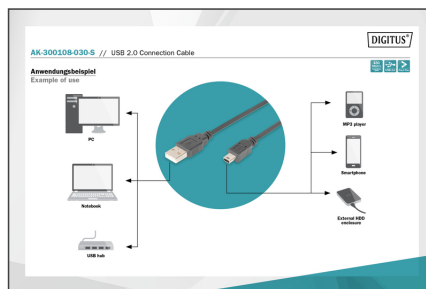 DIGITUS®
AK-300108-030-S // USB 2.0 Connection Cable
Anwendungsbeispiel
Example of use
PC
Notebook
USB hub
MP3 player
Smartphone
External HDD
enclosure